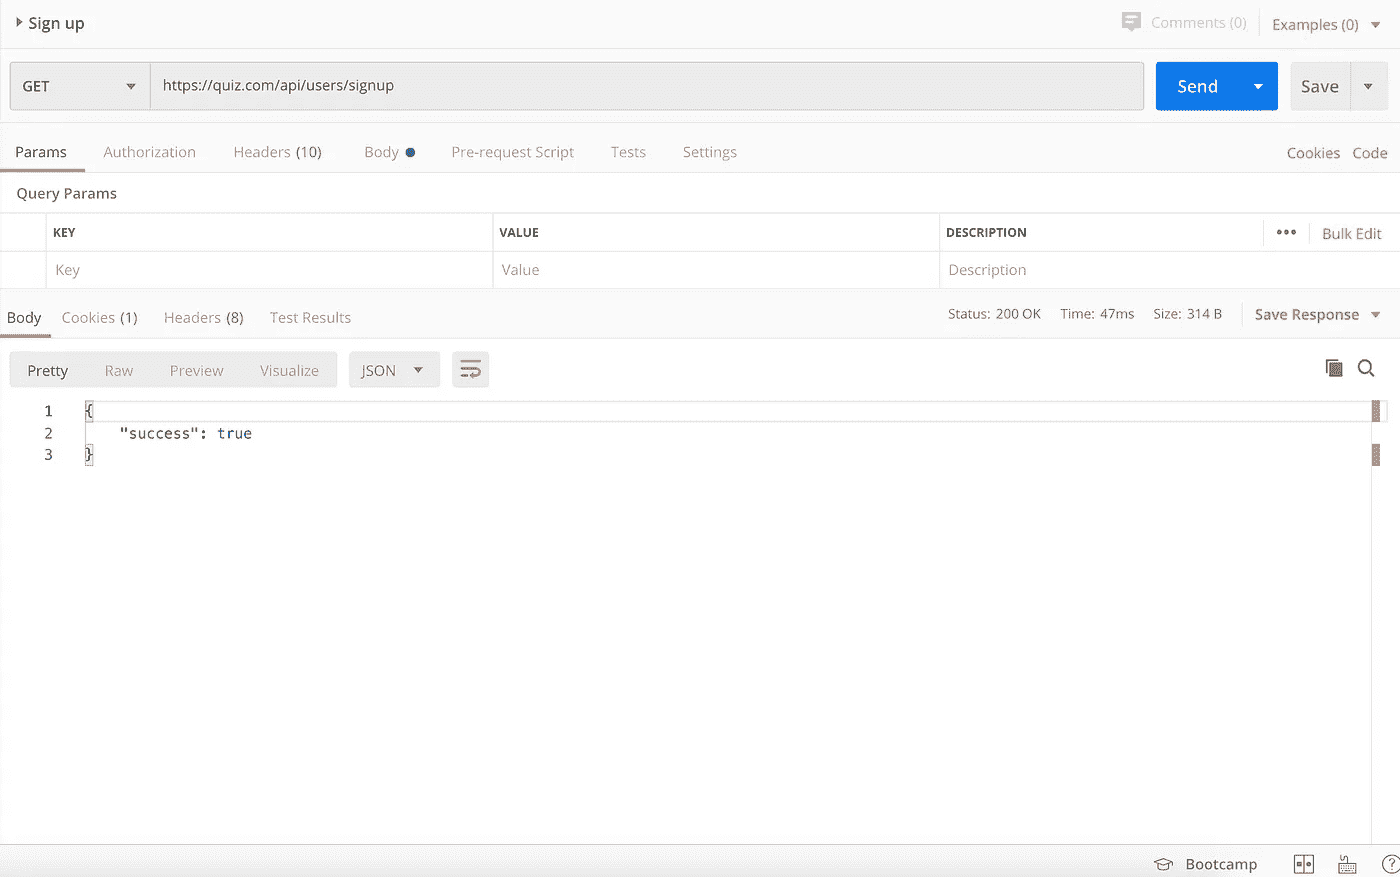 Sign up
Comments (0)
Examples (0)
GET
https://quiz.com/api/users/signup
Send
Save
Params
Authorization
Headers (10)
Body
Pre-request Script
Tests
Settings
Cookies
Code
Query Params
KEY
VALUE
DESCRIPTION
•••
Bulk Edit
Key
Value
Description
Body
Cookies (1)
Headers (8)
Test Results
Status: 200 OK
Time: 47ms
Size: 314 B
Save Response
Pretty
Raw
Preview
Visualize
JSON
1 {
2 "success": true
3 }
Bootcamp
?